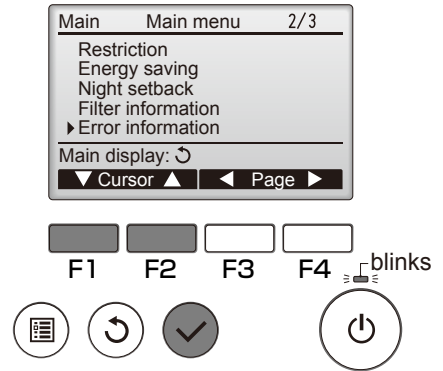 Main Main menu 2/3
Restriction
Energy saving
Night setback
Filter information
Error information
Main display:
Cursor Page
F1 F2 F3 F4
blinks